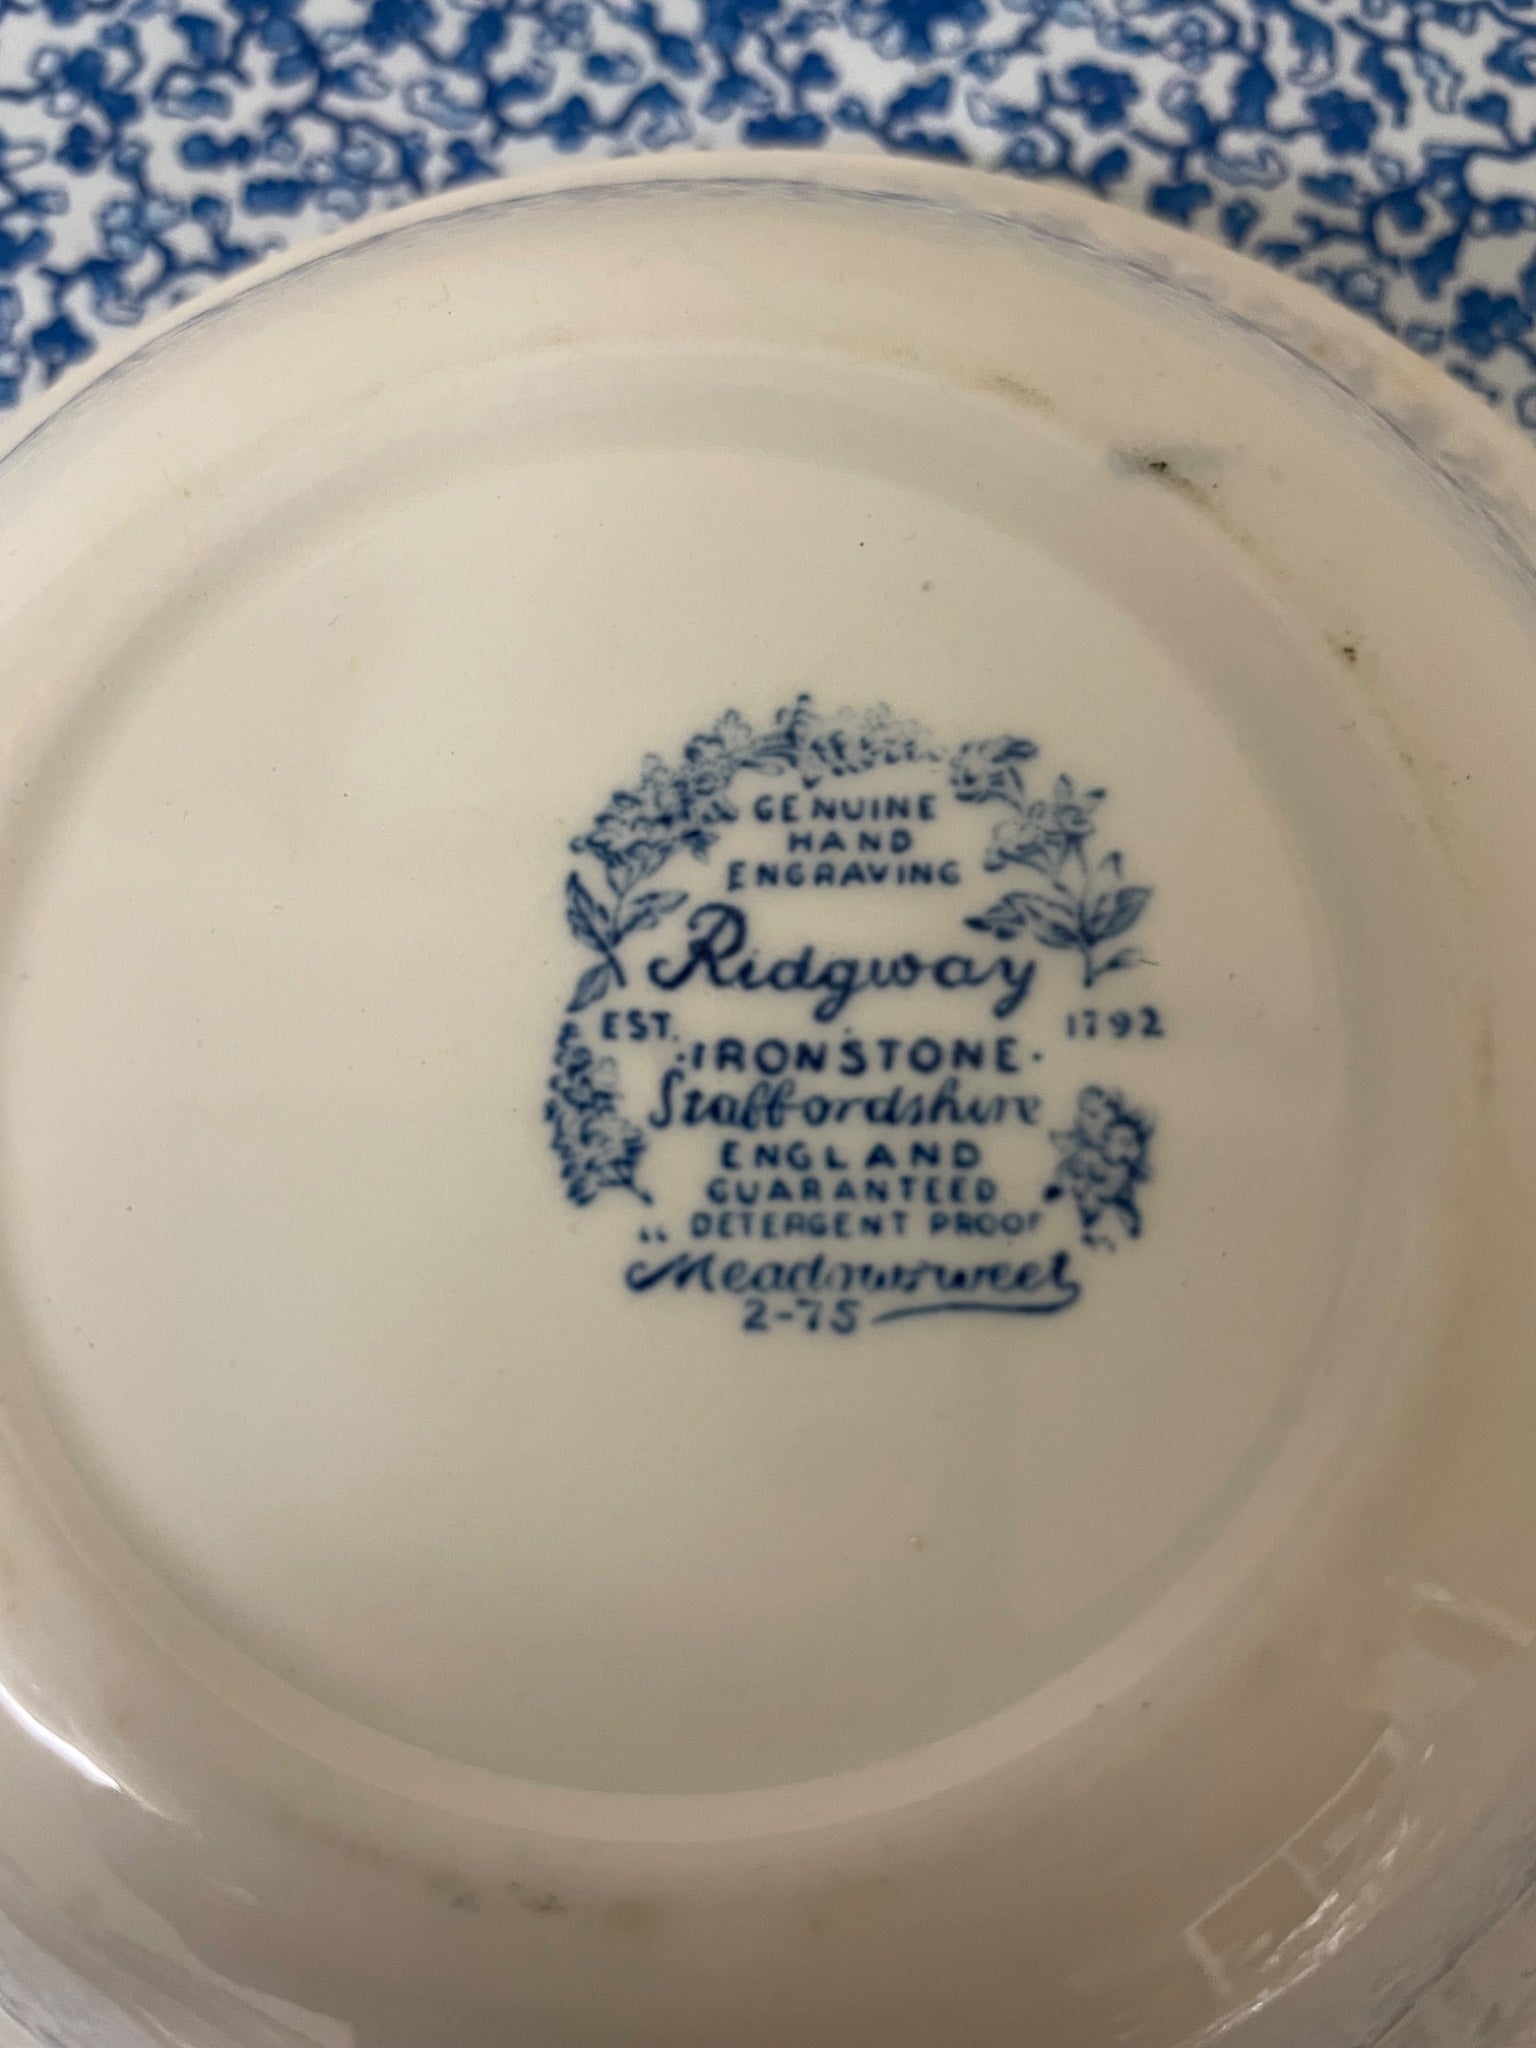 GENUINE
HAND
ENGRAVING
Ridgway
EST. 1792
·IRONSTONE·
Staffordshire
ENGLAND
GUARANTEED
"DETERGENT PROOF
Meadowsweet
2-75